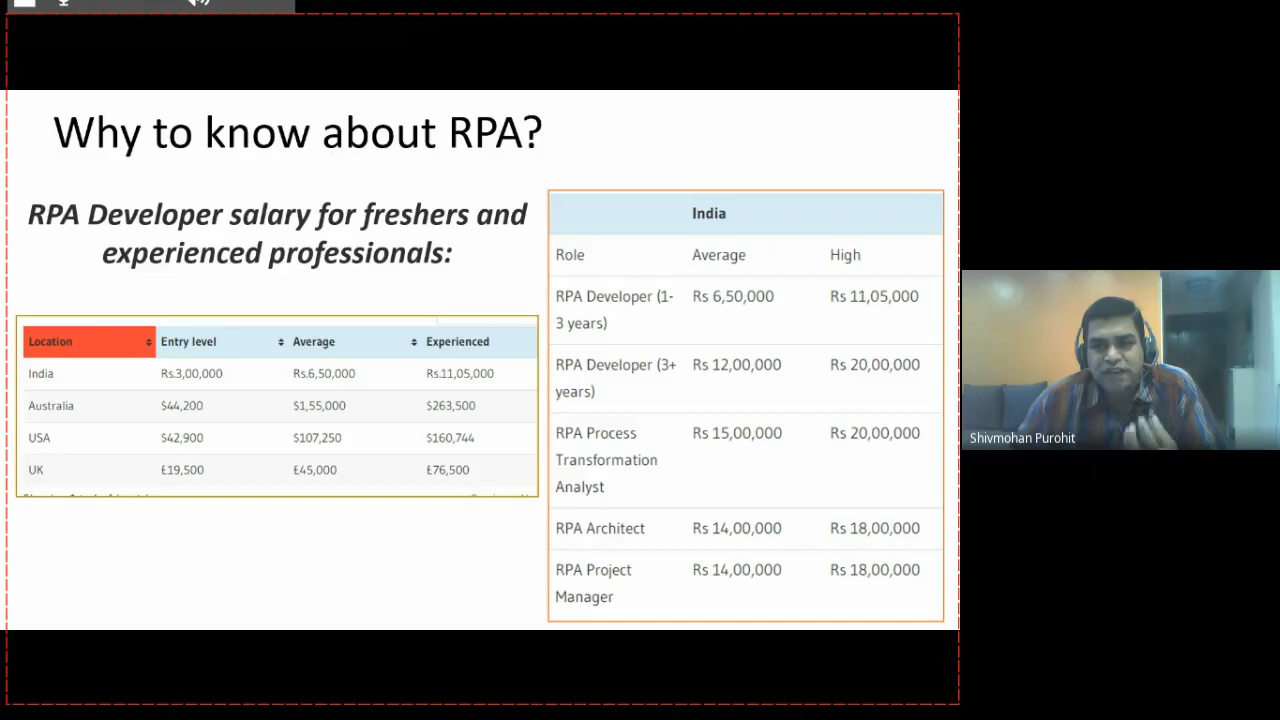 Why to know about RPA?
RPA Developer salary for freshers and
experienced professionals:
Location Entry level Average Experienced
India Rs.3,00,000 Rs.6,50,000 Rs.11,05,000
Australia $44,200 $1,55,000 $263,500
USA $42,900 $107,250 $160,744
UK £19,500 £45,000 £76,500
India
Role Average High
RPA Developer (1-
3 years) Rs 6,50,000 Rs 11,05,000
RPA Developer (3+
years) Rs 12,00,000 Rs 20,00,000
RPA Process
Transformation
Analyst Rs 15,00,000 Rs 20,00,000
RPA Architect Rs 14,00,000 Rs 18,00,000
RPA Project
Manager Rs 14,00,000 Rs 18,00,000
Shivmohan Purohit